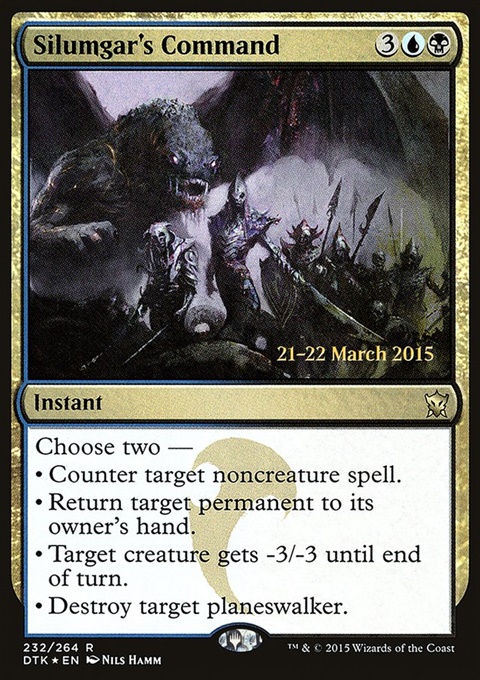 Silumgar's Command 3
21–22 March 2015
Instant
Choose two —
• Counter target noncreature spell.
• Return target permanent to its
owner's hand.
• Target creature gets -3/-3 until end
of turn.
• Destroy target planeswalker.
232/264 R
DTK ★ EN Nils Hamm
™ & © 2015 Wizards of the Coast